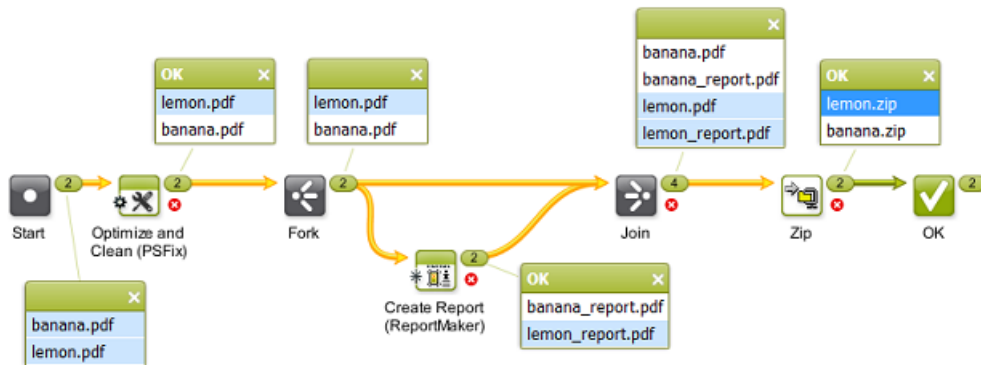 OK
lemon.pdf
banana.pdf
lemon.pdf
banana.pdf
banana.pdf
banana_report.pdf
lemon.pdf
lemon_report.pdf
OK
lemon.zip
banana.zip
2
2
2
4
2
2
Start
Optimize and
Clean (PSFix)
Fork
Join
Zip
OK
2
Create Report
(ReportMaker)
banana.pdf
lemon.pdf
OK
banana_report.pdf
lemon_report.pdf